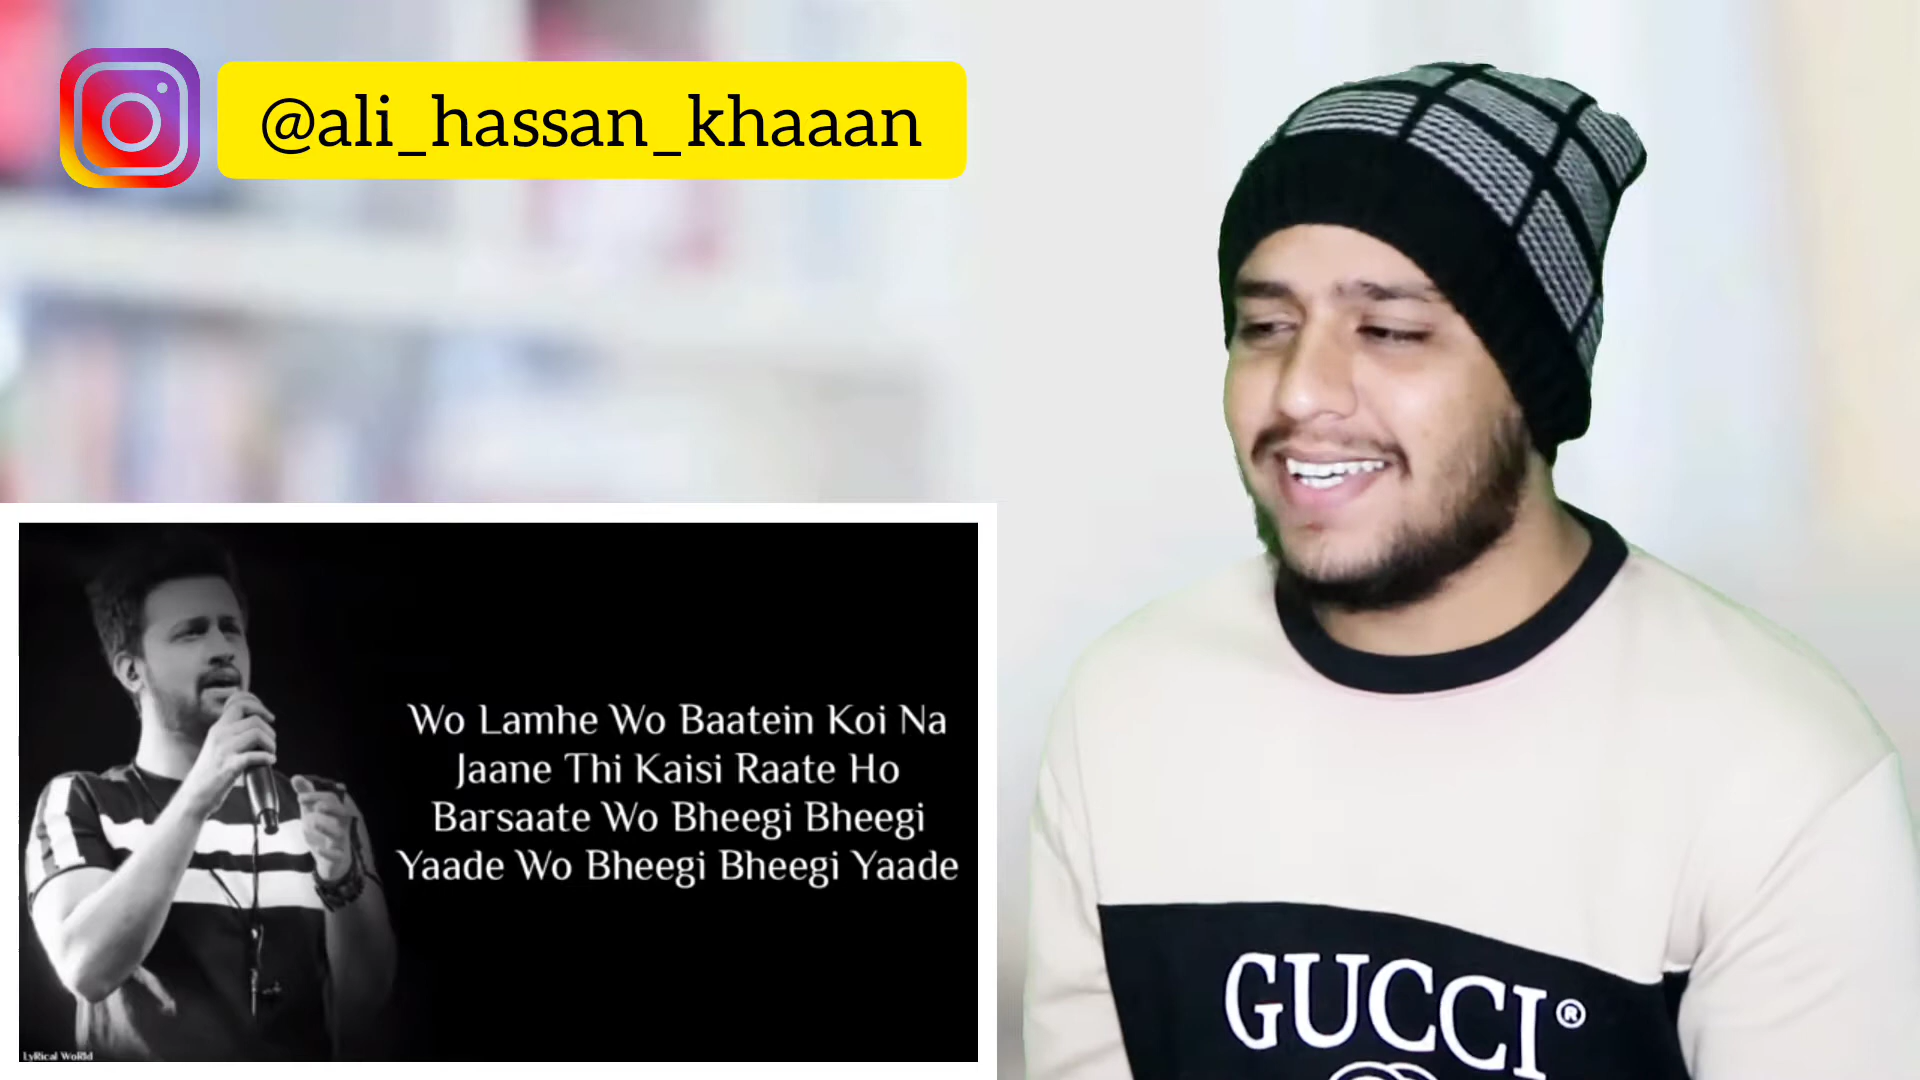 @ali_hassan_khaaan
Wo Lamhe Wo Baatein Koi Na
Jaane Thi Kaisi Raate Ho
Barsaate Wo Bheegi Bheegi
Yaade Wo Bheegi Bheegi Yaade
LyRical WoRld
GUCCI®